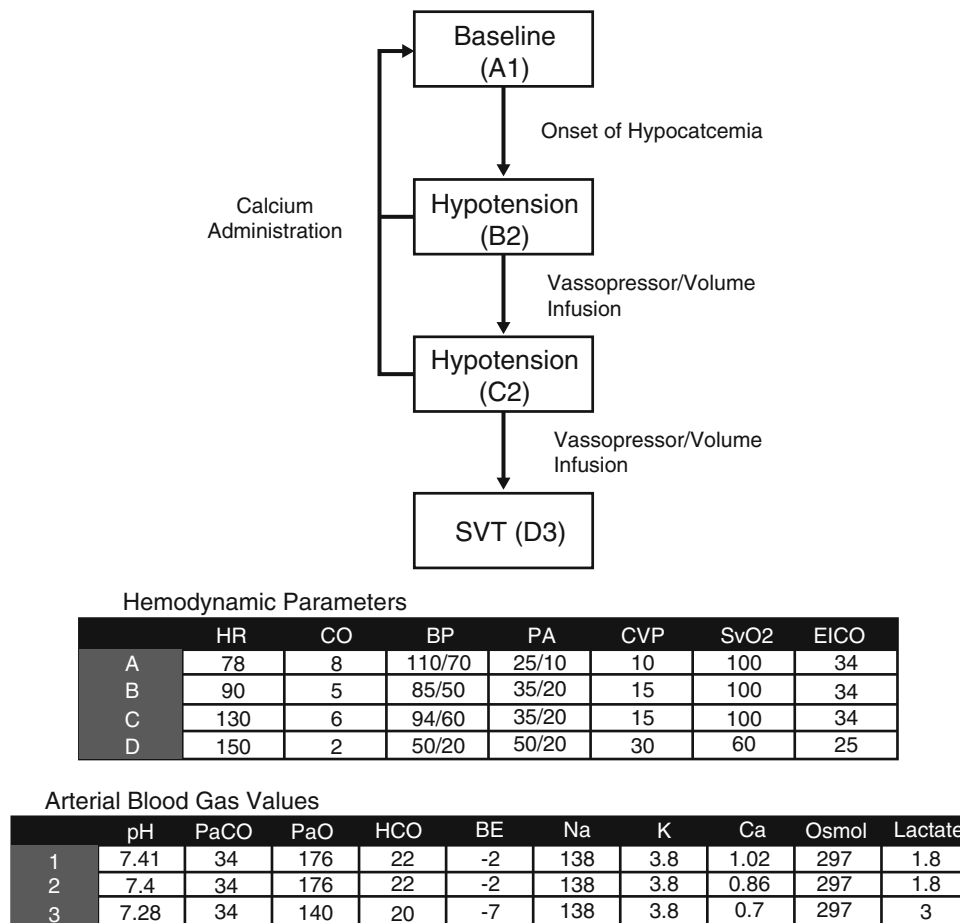 Baseline
(A1)
Onset of Hypocatcemia
Calcium
Administration
Hypotension
(B2)
Vassopressor/Volume
Infusion
Hypotension
(C2)
Vassopressor/Volume
Infusion
SVT (D3)
Hemodynamic Parameters
HR CO BP PA CVP SvO2 EICO
A 78 8 110/70 25/10 10 100 34
B 90 5 85/50 35/20 15 100 34
C 130 6 94/60 35/20 15 100 34
D 150 2 50/20 50/20 30 60 25
Arterial Blood Gas Values
pH PaCO PaO HCO BE Na K Ca Osmol Lactate
1 7.41 34 176 22 -2 138 3.8 1.02 297 1.8
2 7.4 34 176 22 -2 138 3.8 0.86 297 1.8
3 7.28 34 140 20 -7 138 3.8 0.7 297 3